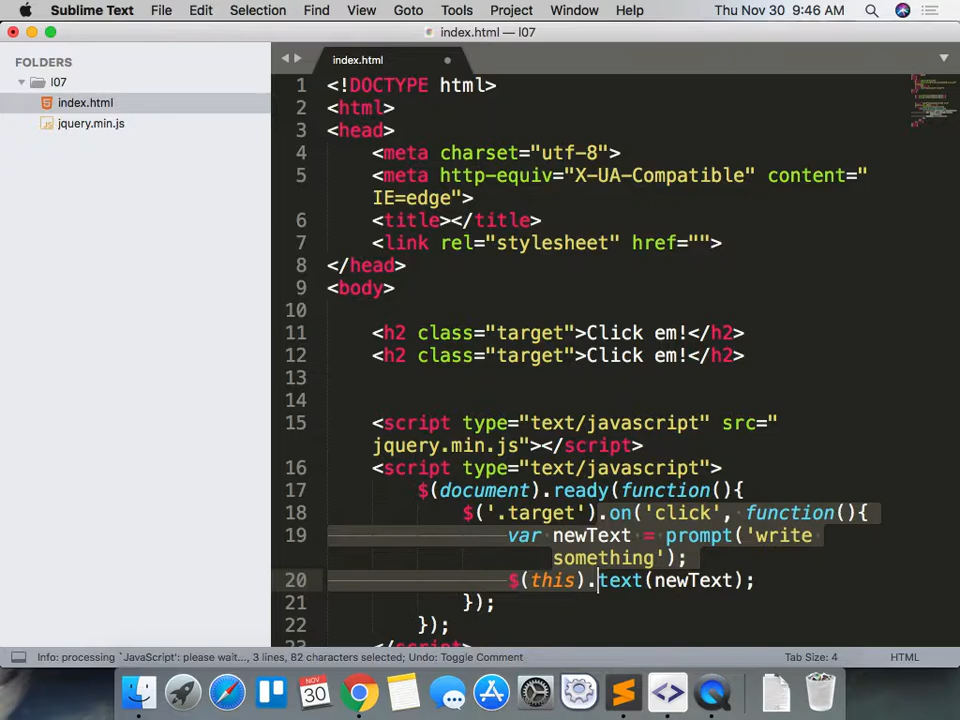 Sublime Text File Edit Selection Find View Goto Tools Project Window Help Thu Nov 30 9:46 AM
index.html — l07
FOLDERS
l07
index.html
jquery.min.js
index.html
1 <!DOCTYPE html>
2 <html>
3 <head>
4 <meta charset="utf-8">
5 <meta http-equiv="X-UA-Compatible" content="
IE=edge">
6 <title></title>
7 <link rel="stylesheet" href="">
8 </head>
9 <body>
10
11 <h2 class="target">Click em!</h2>
12 <h2 class="target">Click em!</h2>
13
14
15 <script type="text/javascript" src="
jquery.min.js"></script>
16 <script type="text/javascript">
17 $(document).ready(function(){
18 $('.target').on('click', function(){
19 var newText = prompt('write
something');
20 $(this).text(newText);
21 });
22 });
23 </script>
Info: processing `JavaScript': please wait..., 3 lines, 82 characters selected; Undo: Toggle Comment Tab Size: 4 HTML
NOV
30